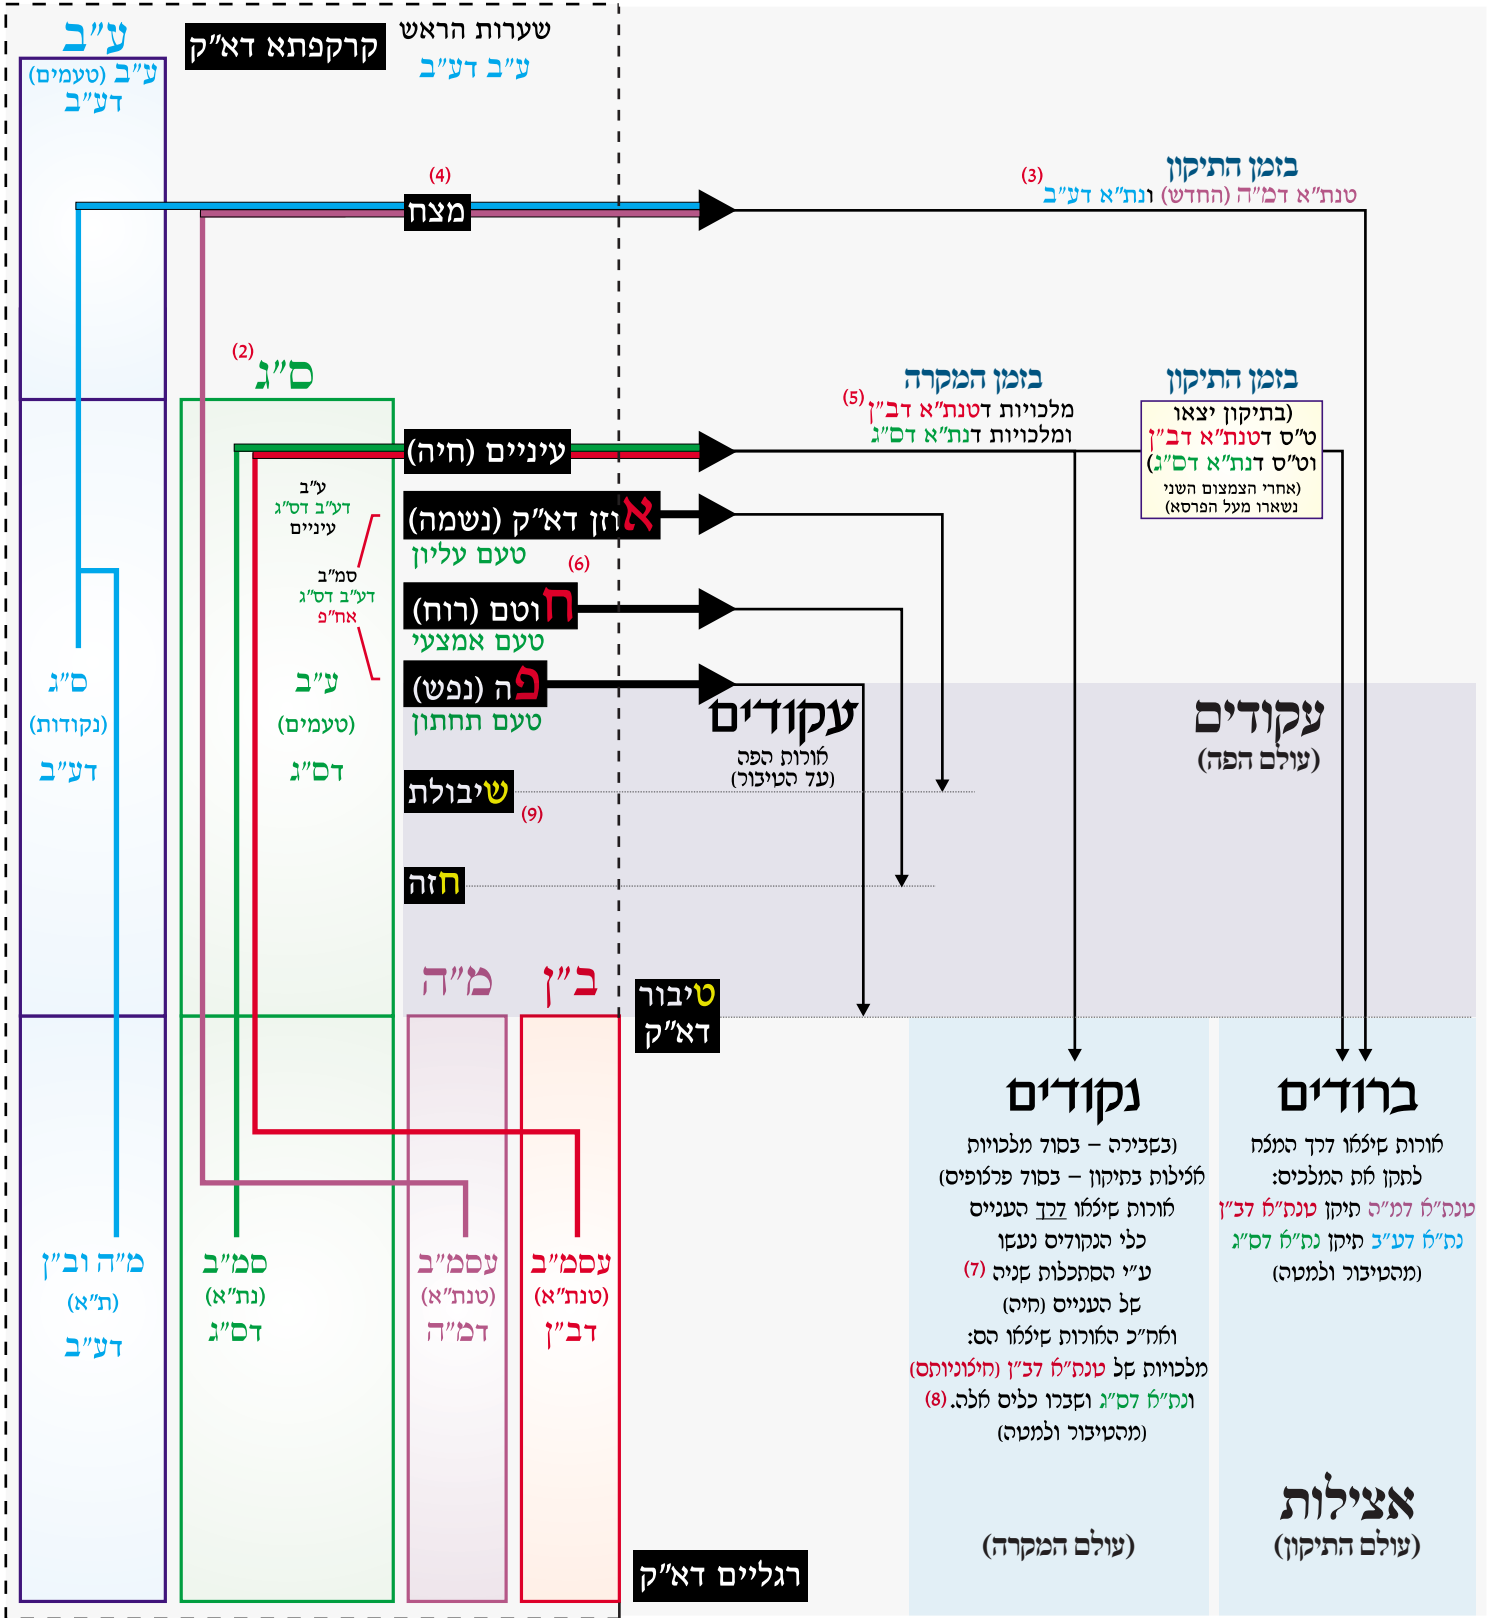 ע״ב
קרקפתא דא״ק
שערות הראש
ע״ב דע״ב
ע״ב (טעמים)
דע״ב
בזמן התיקון
טנת״א דמ״ה (החדש) ונת״א דע״ב (3)
(4)
מצח
(2) ס״ג
בזמן התיקון
(בתיקון יצאו
ט״ס דטנת״א דב״ן
וט״ס דנת״א דס״ג)
(אחרי הצמצום השני
נשארו מעל הפרסא)
בזמן המקרה
מלכויות דטנת״א דב״ן (5)
ומלכויות דנת״א דס״ג
עיניים (חיה)
ע״ב
דע״ב דס״ג
עיניים
אוזן דא״ק (נשמה)
טעם עליון
סמ״ב
דע״ב דס״ג
אח״פ
(6)
חוטם (רוח)
טעם אמצעי
פה (נפש)
טעם תחתון
ס״ג
(נקודות)
דע״ב
ע״ב
(טעמים)
דס״ג
עקודים
(עולם הפה)
עקודים
אורות הפה
(עד הטיבור)
שיבולת
(9)
חזה
מ״ה
ב״ן
טיבור
דא״ק
ברודים
אורות שיצאו דרך המצח
לתקן את המלכים:
טנת״א דמ״ה תיקן טנת״א דב״ן
נת״א דע״ב תיקן נת״א דס״ג
(מהטיבור ולמטה)
אצילות
(עולם התיקון)
נקודים
(בשבירה – בסוד מלכויות
אצילות בתיקון – בסוד פרצופים)
אורות שיצאו דרך העניים
כלי הנקודים נעשו
ע״י הסתכלות שניה (7)
של העניים (חיה)
ואח״כ האורות שיצאו הם:
מלכויות של טנת״א דב״ן (חיצוניותם)
ונת״א דס״ג ושברו כלים אלה. (8)
(מהטיבור ולמטה)
(עולם המקרה)
מ״ה וב״ן
(ת״א)
דע״ב
סמ״ב
(נת״א)
דס״ג
עסמ״ב
(טנת״א)
דמ״ה
עסמ״ב
(טנת״א)
דב״ן
רגליים דא״ק